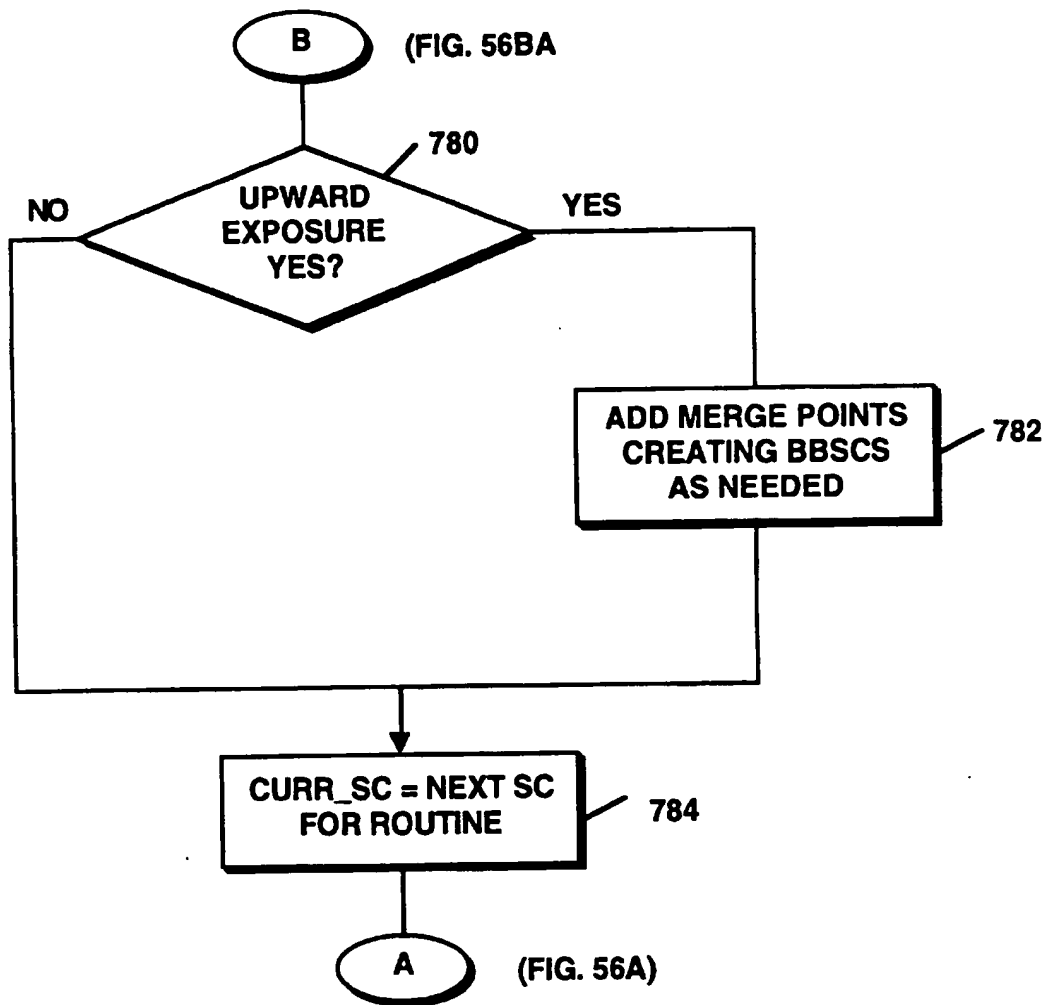 B (FIG. 56BA
780
NO
UPWARD
EXPOSURE
YES?
YES
ADD MERGE POINTS
CREATING BBSCS
AS NEEDED
782
CURR_SC = NEXT SC
FOR ROUTINE
784
A (FIG. 56A)